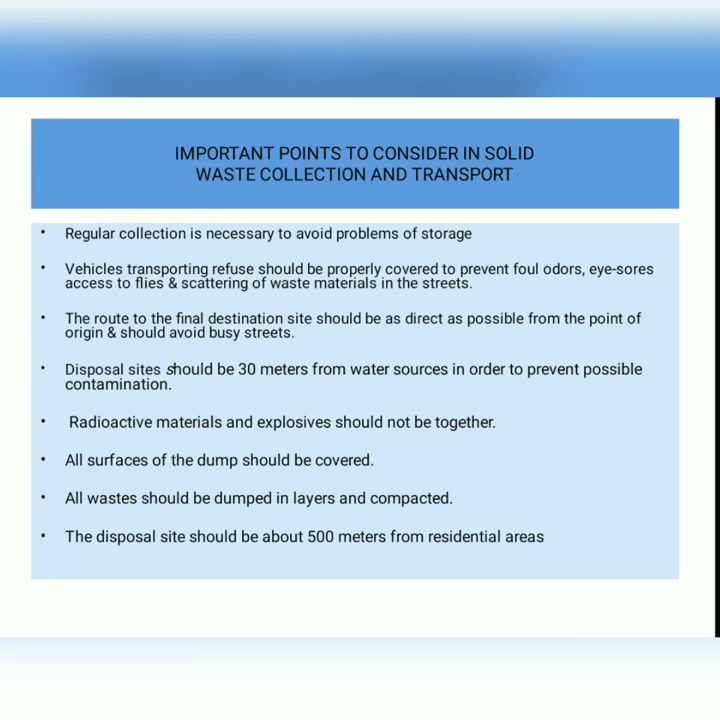 IMPORTANT POINTS TO CONSIDER IN SOLID
WASTE COLLECTION AND TRANSPORT
• Regular collection is necessary to avoid problems of storage
• Vehicles transporting refuse should be properly covered to prevent foul odors, eye-sores
access to flies & scattering of waste materials in the streets.
• The route to the final destination site should be as direct as possible from the point of
origin & should avoid busy streets.
• Disposal sites should be 30 meters from water sources in order to prevent possible
contamination.
• Radioactive materials and explosives should not be together.
• All surfaces of the dump should be covered.
• All wastes should be dumped in layers and compacted.
• The disposal site should be about 500 meters from residential areas